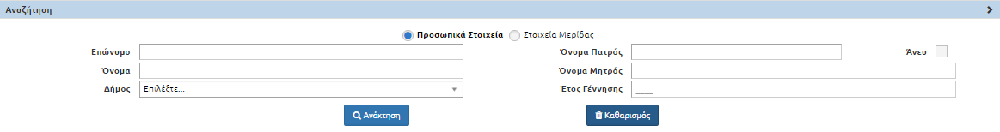 Αναζήτηση
Προσωπικά Στοιχεία Στοιχεία Μερίδας
Επώνυμο Όνομα Πατρός Άνευ
Όνομα Όνομα Μητρός
Δήμος Επιλέξτε... Έτος Γέννησης ____
Ανάκτηση Καθαρισμός